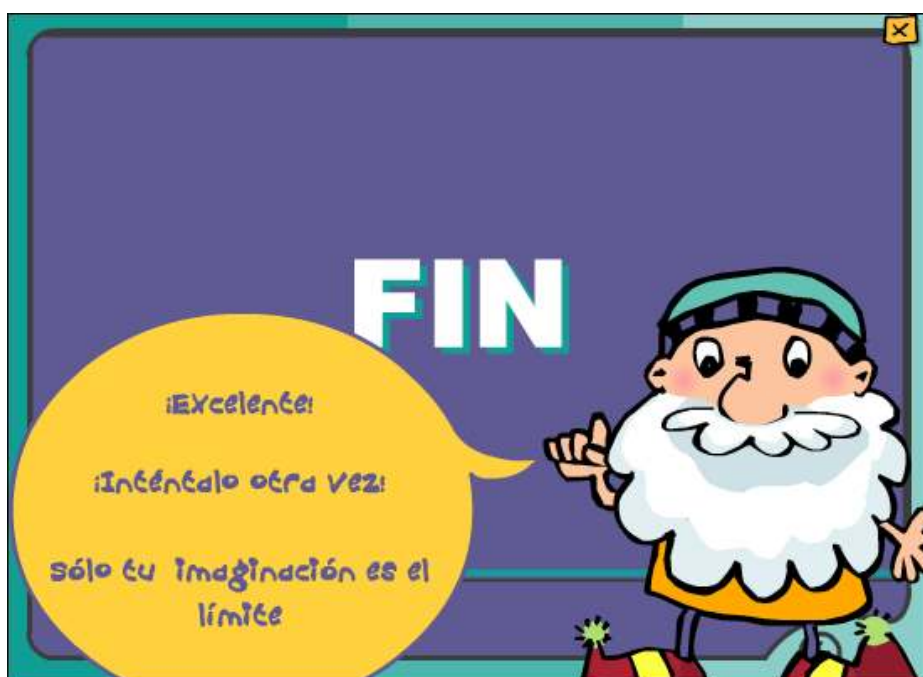 FIN
¡Excelente!
¡Inténtalo otra vez!
sólo tu imaginación es el
límite